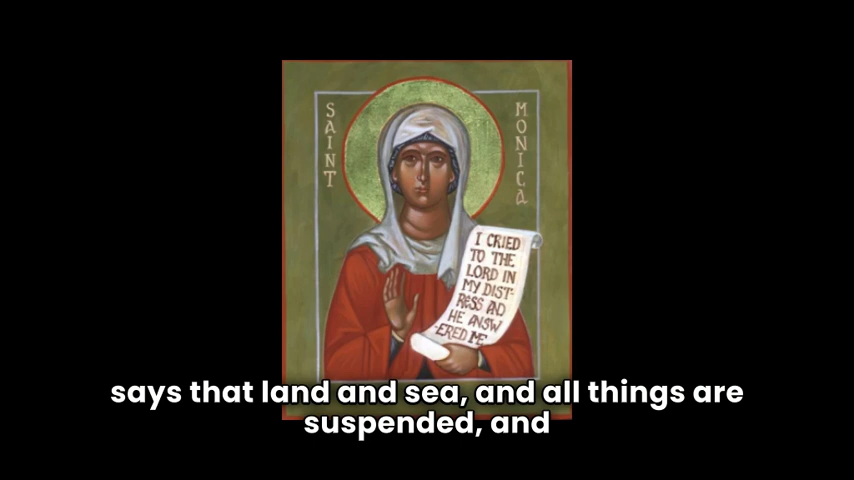 SAINT
MONICA
I CRIED
TO THE
LORD IN
MY DIST-
RESS AND
HE ANSW
-ERED ME
says that land and sea, and all things are
suspended, and